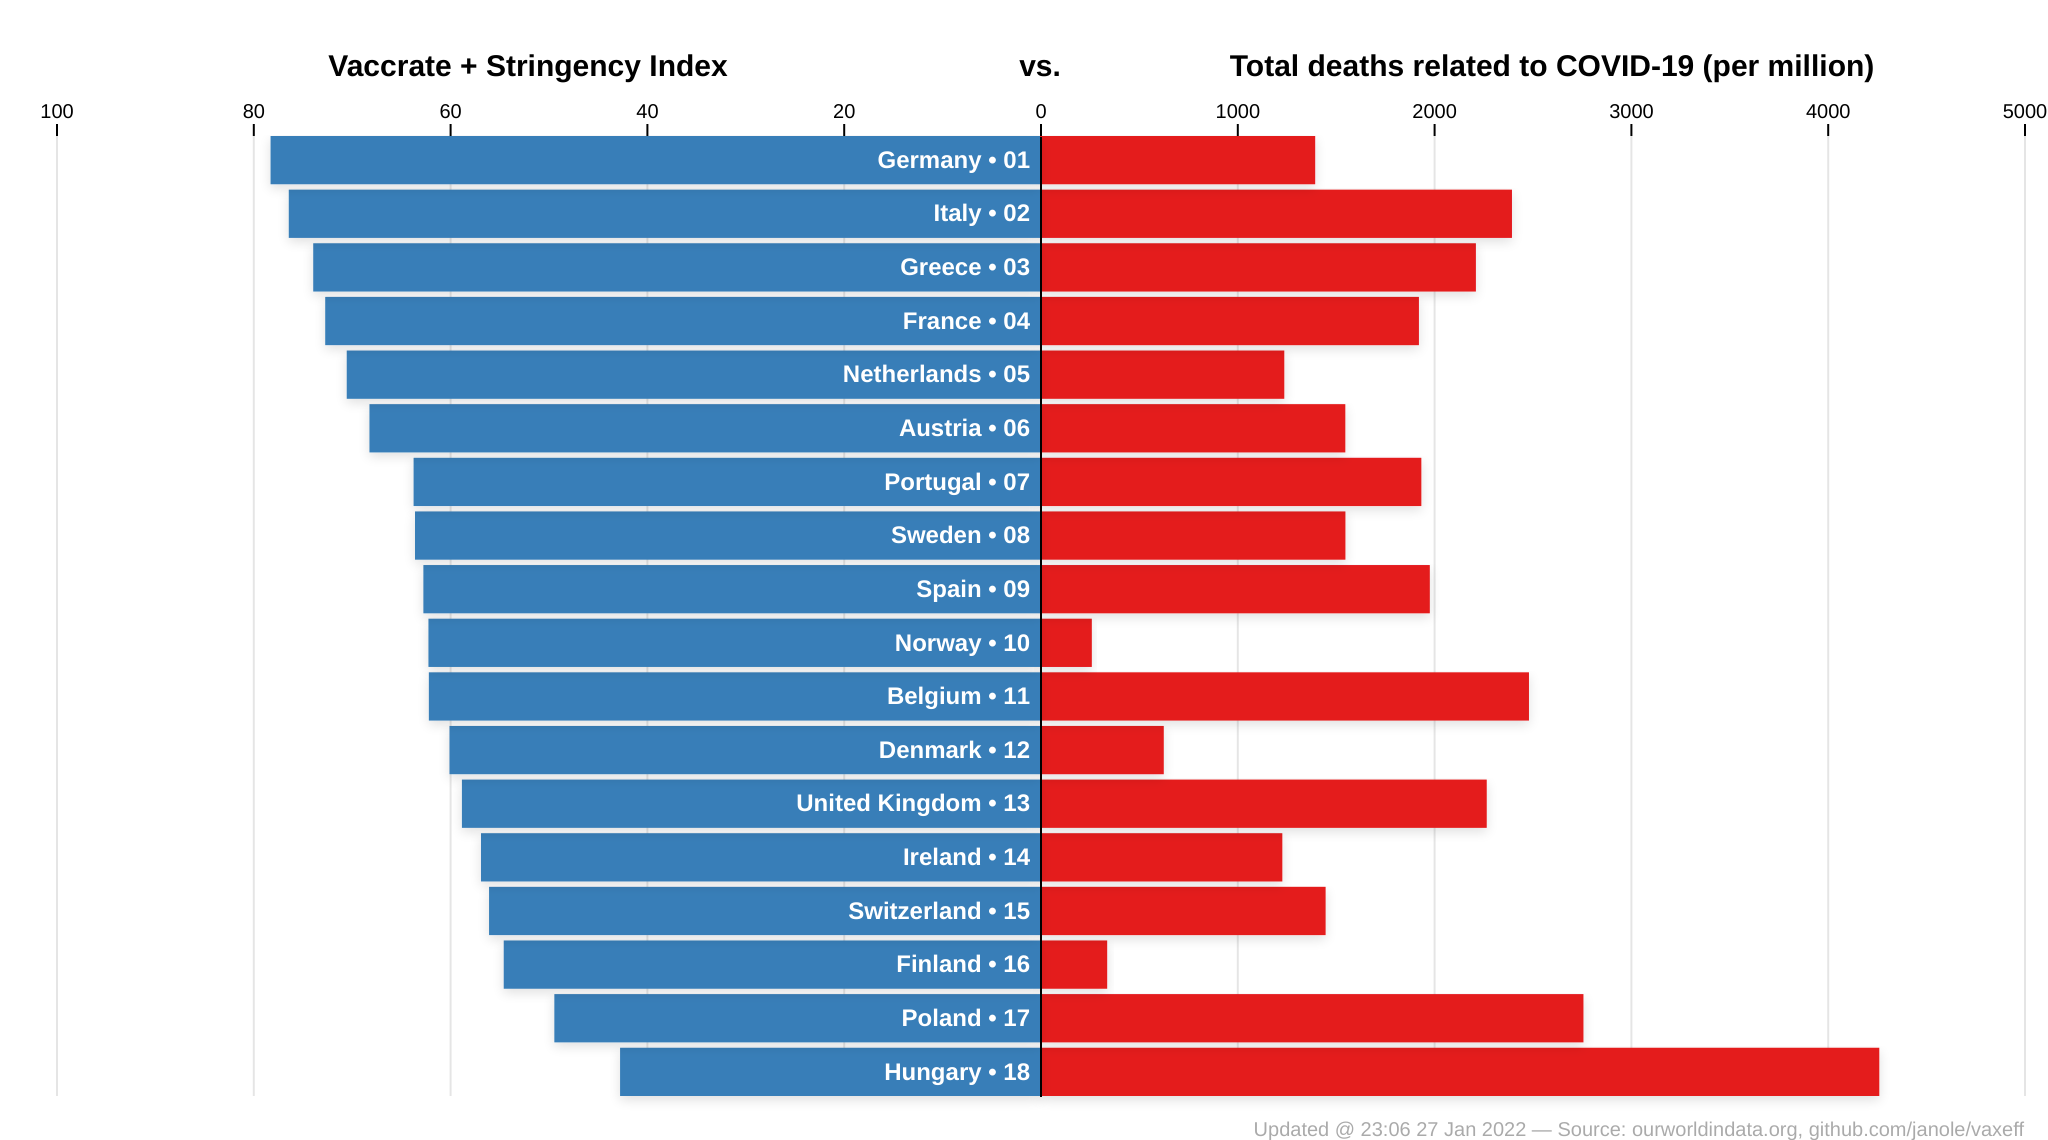 Vaccrate + Stringency Index vs. Total deaths related to COVID-19 (per million)
100 80 60 40 20 0 1000 2000 3000 4000 5000
Germany • 01
Italy • 02
Greece • 03
France • 04
Netherlands • 05
Austria • 06
Portugal • 07
Sweden • 08
Spain • 09
Norway • 10
Belgium • 11
Denmark • 12
United Kingdom • 13
Ireland • 14
Switzerland • 15
Finland • 16
Poland • 17
Hungary • 18
Updated @ 23:06 27 Jan 2022 — Source: ourworldindata.org, github.com/janole/vaxeff